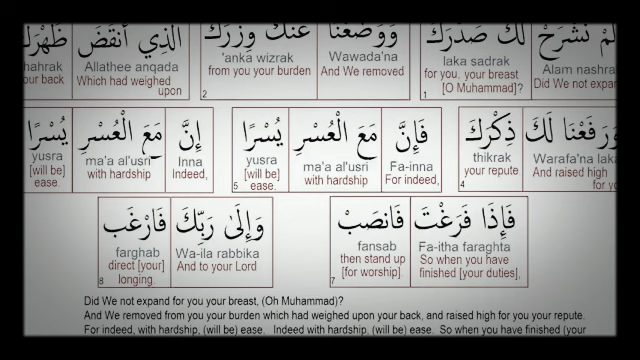 لَمْ نَشْرَحْ لَكَ صَدْرَكَ وَوَضَعْنَا عَنْكَ وِزْرَكَ الَّذِي أَنْقَضَ ظَهْرَكَ
Alam nashra laka sadrak Wawada'na 'anka wizrak Allathee anqada thahrak
Did We not expan for you, your breast [O Muhammad]? And We removed from you your burden Which had weighed upon your back
1 2
وَرَفَعْنَا لَكَ ذِكْرَكَ فَإِنَّ مَعَ الْعُسْرِ يُسْرًا إِنَّ مَعَ الْعُسْرِ يُسْرًا
Warafa'na laka thikrak Fa-inna ma'a al'usri yusra Inna ma'a al'usri yusra
And raised high for yo your repute. For indeed, with hardship [will be] ease. Indeed, with hardship [will be] ease.
4 5
فَإِذَا فَرَغْتَ فَانصَبْ وَإِلَىٰ رَبِّكَ فَارْغَب
Fa-itha faraghta fansab Wa-ila rabbika farghab
So when you have finished [your duties], then stand up [for worship]. And to your Lord direct [your] longing.
7 8
Did We not expand for you your breast, (Oh Muhammad)?
And We removed from you your burden which had weighed upon your back, and raised high for you your repute.
For indeed, with hardship, (will be) ease. Indeed with hardship, (will be) ease. So when you have finished (your